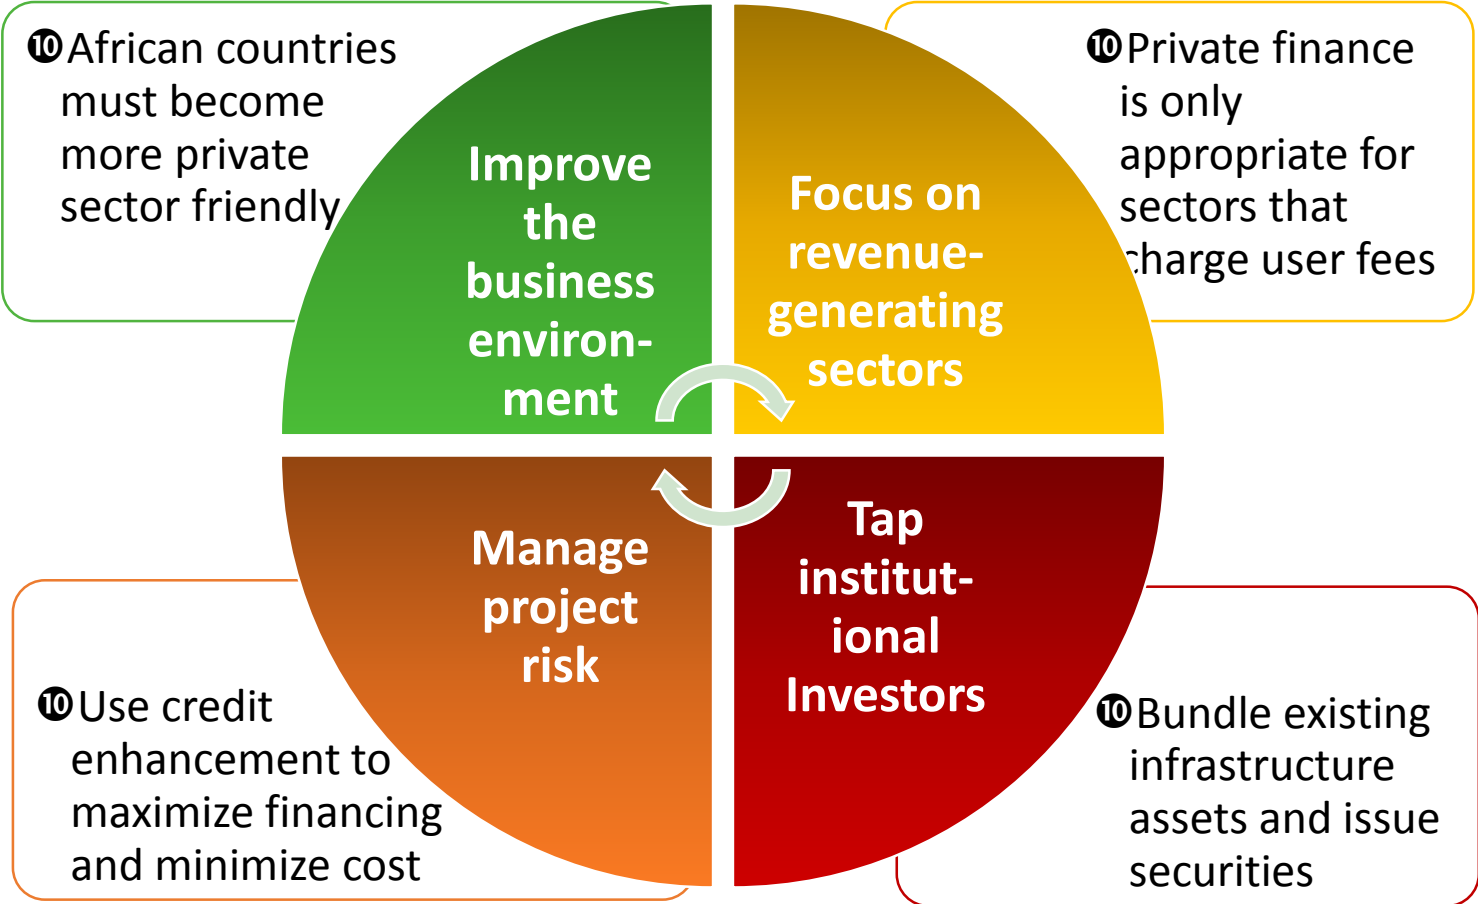 ❿African countries
must become
more private
sector friendly
Improve
the
business
environ-
ment
Focus on
revenue-
generating
sectors
❿Private finance
is only
appropriate for
sectors that
charge user fees
Manage
project
risk
❿Use credit
enhancement to
maximize financing
and minimize cost
Tap
institut-
ional
Investors
❿Bundle existing
infrastructure
assets and issue
securities